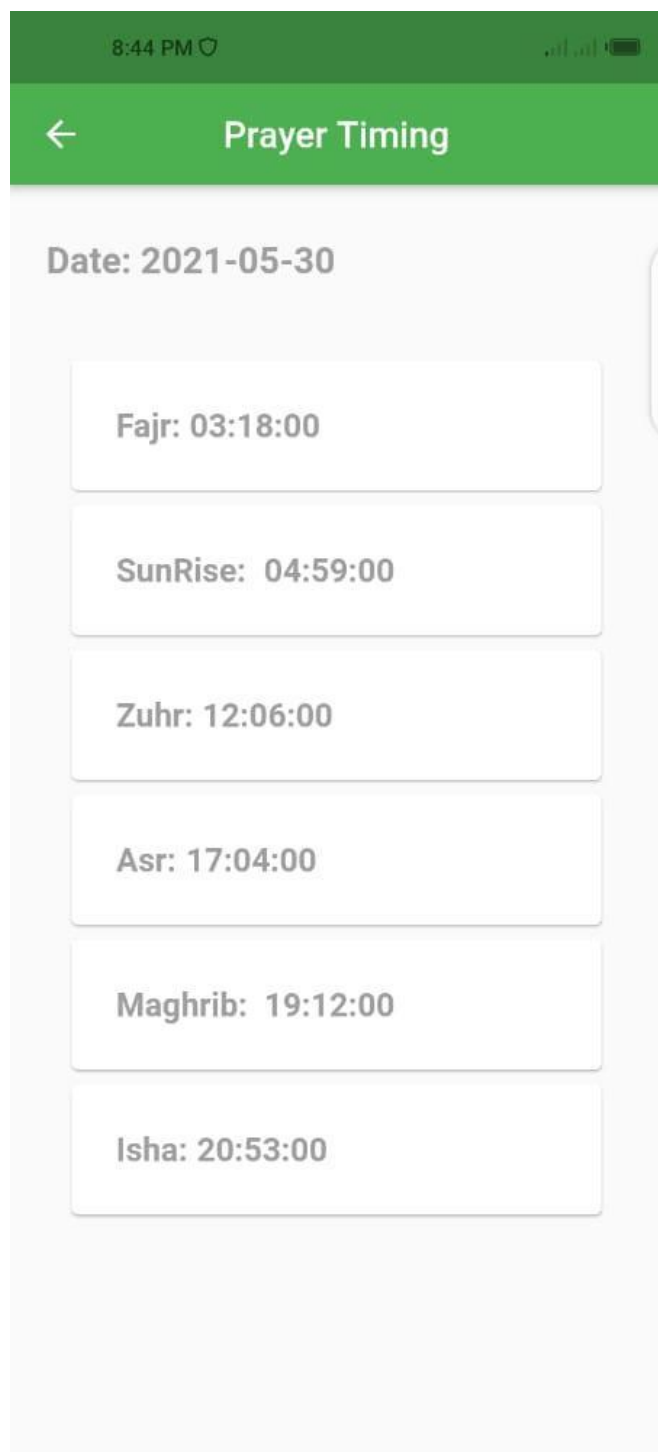 8:44 PM
Prayer Timing
Date: 2021-05-30
Fajr: 03:18:00
SunRise:  04:59:00
Zuhr: 12:06:00
Asr: 17:04:00
Maghrib:  19:12:00
Isha: 20:53:00